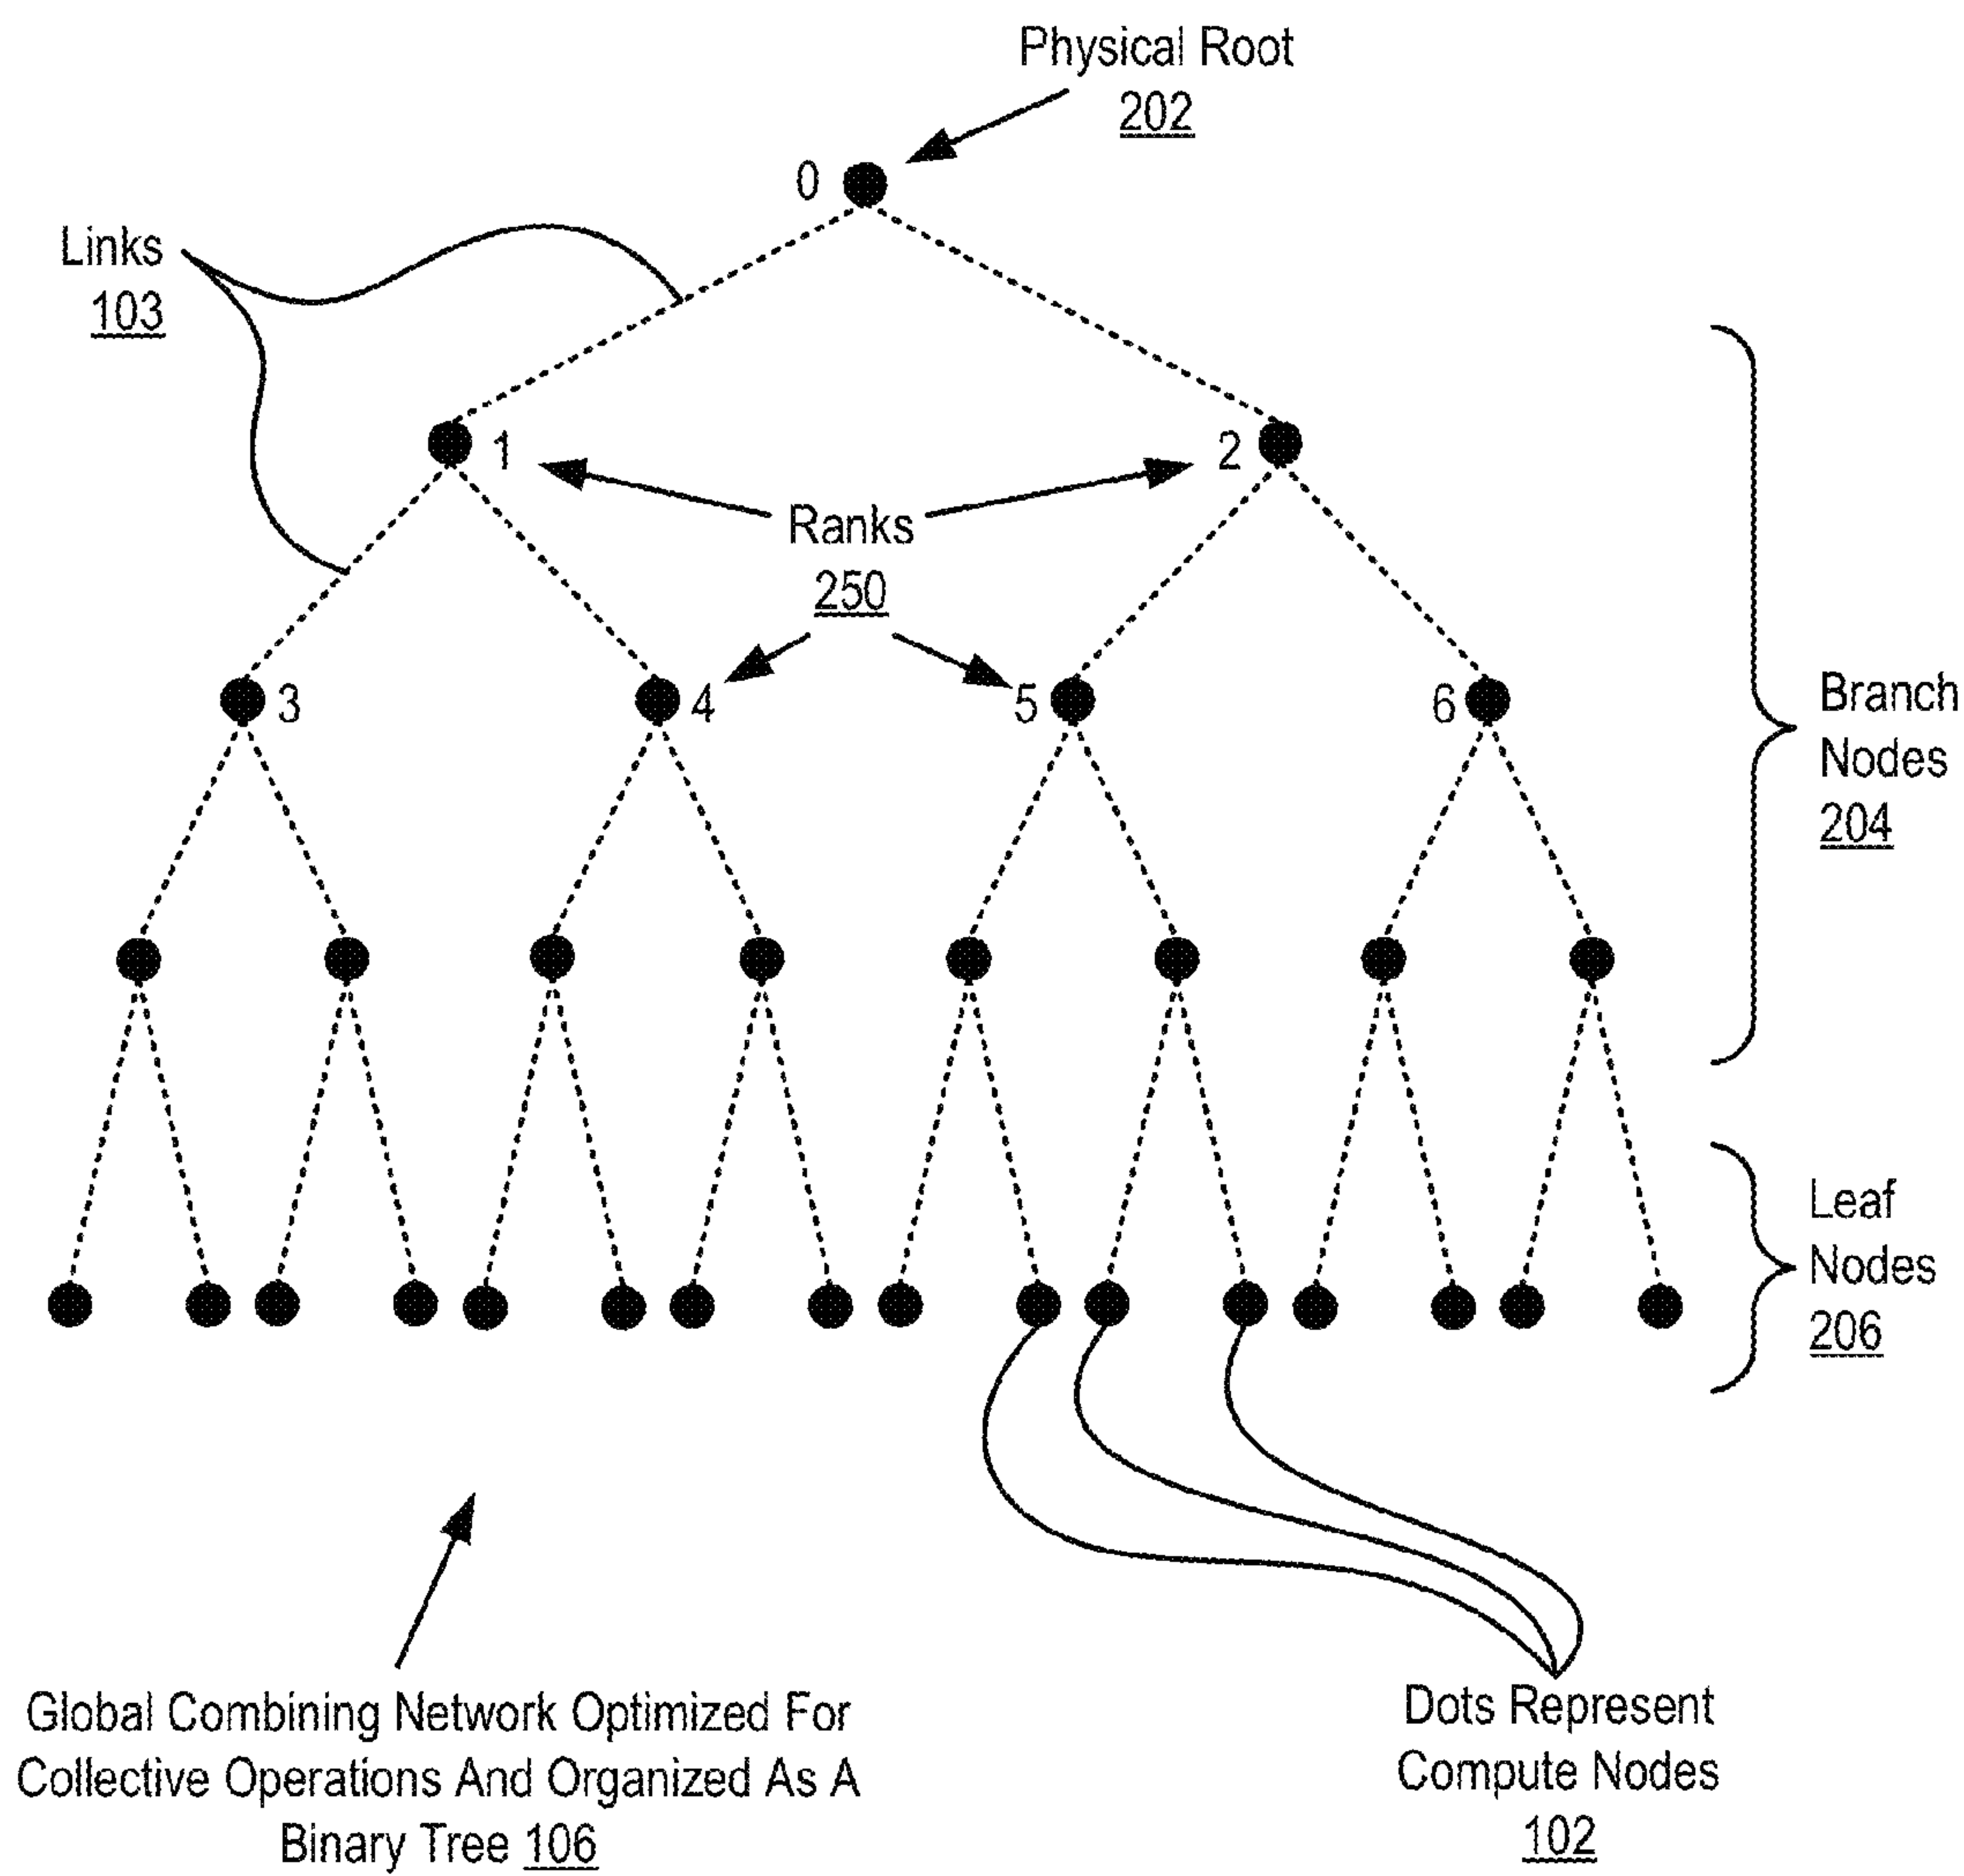 Physical Root
202
0
Links
103
1
2
Ranks
250
3
4
5
6
Branch
Nodes
204
Leaf
Nodes
206
Global Combining Network Optimized For
Collective Operations And Organized As A
Binary Tree 106
Dots Represent
Compute Nodes
102